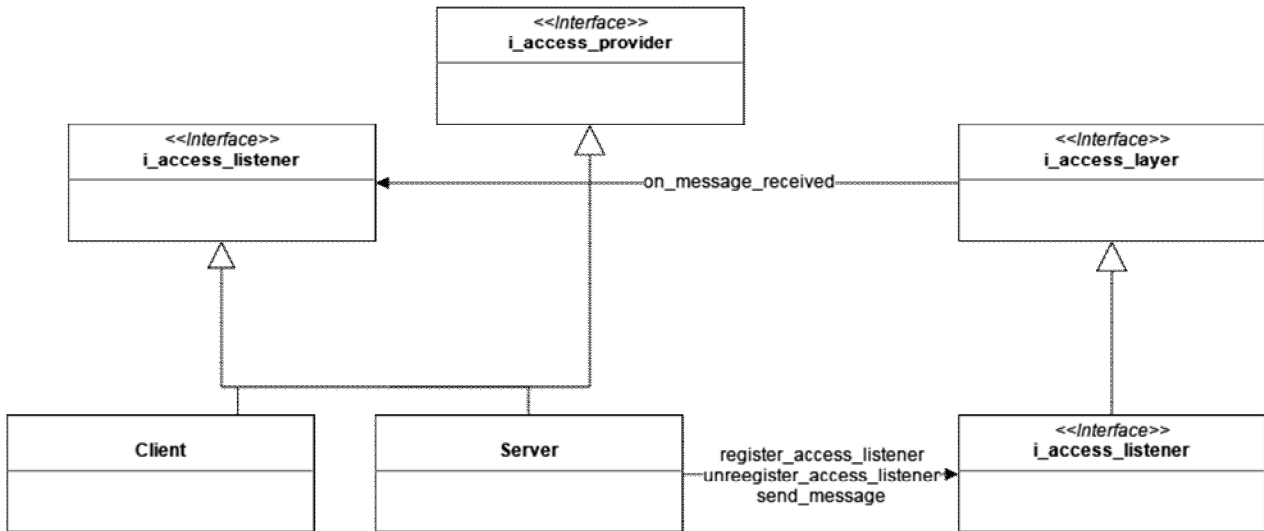 <<Interface>>
i_access_provider
<<Interface>>
i_access_listener
<<Interface>>
i_access_layer
on_message_received
Client
Server
register_access_listener
unreegister_access_listener
send_message
<<Interface>>
i_access_listener